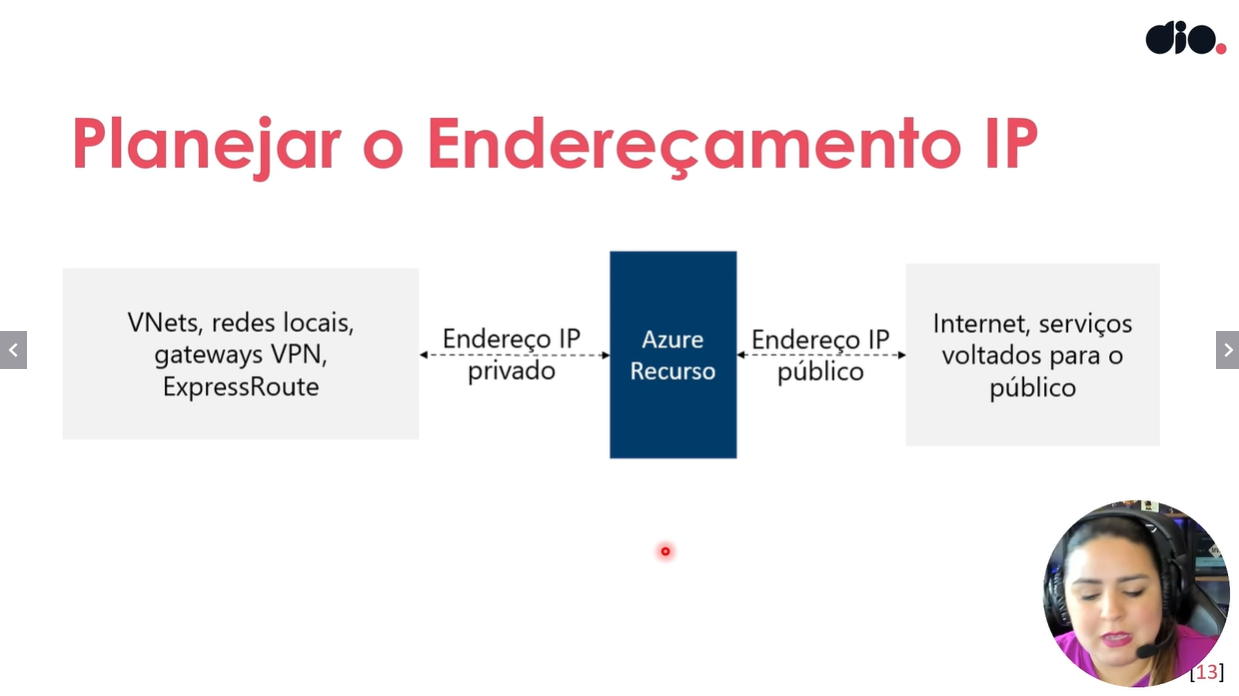 dio.
Planejar o Endereçamento IP
VNets, redes locais,
gateways VPN,
ExpressRoute
Endereço IP
privado
Azure
Recurso
Endereço IP
público
Internet, serviços
voltados para o
público
[13]